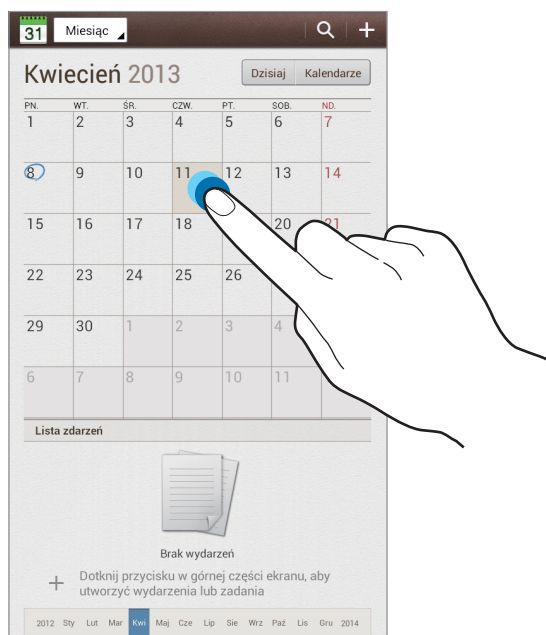 31 Miesiąc
Kwiecień 2013 Dzisiaj Kalendarze
PN. WT. ŚR. CZW. PT. SOB. ND.
1 2 3 4 5 6 7
8 9 10 11 12 13 14
15 16 17 18 20 21
22 23 24 25 26
29 30 1 2 3 4
6 7 8 9 10 11
Lista zdarzeń
Brak wydarzeń
+ Dotknij przycisku w górnej części ekranu, aby
utworzyć wydarzenia lub zadania
2012 Sty Lut Mar Kwi Maj Cze Lip Sie Wrz Paź Lis Gru 2014